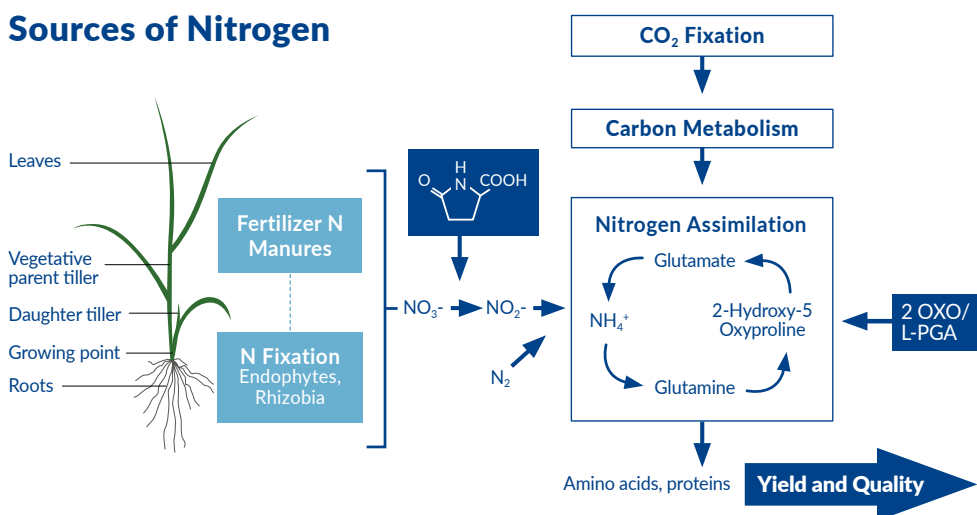 Sources of Nitrogen
Leaves
Vegetative
parent tiller
Daughter tiller
Growing point
Roots
Fertilizer N
Manures
N Fixation
Endophytes,
Rhizobia
O
H
N
COOH
NO₃-
NO₂-
N₂
CO₂ Fixation
Carbon Metabolism
Nitrogen Assimilation
Glutamate
NH₄⁺
2-Hydroxy-5
Oxyproline
Glutamine
2 OXO/
L-PGA
Amino acids, proteins
Yield and Quality